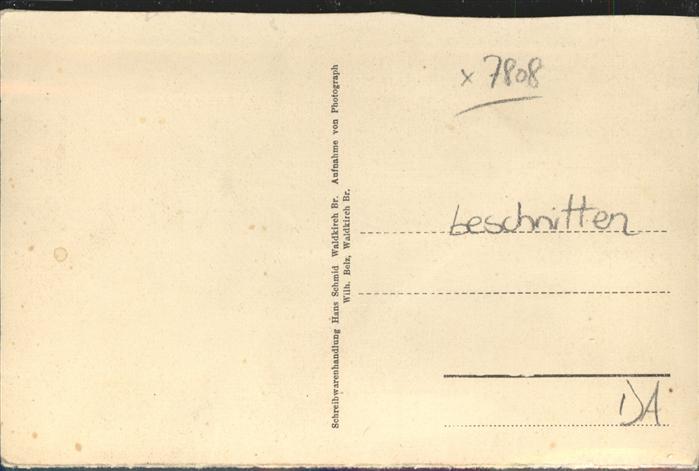 Schreibwarenhandlung Hans Schmid Waldkirch Br. Aufnahme von Photograph
Wilh. Belz, Waldkirch Br.
x 7808
beschnitten
DA